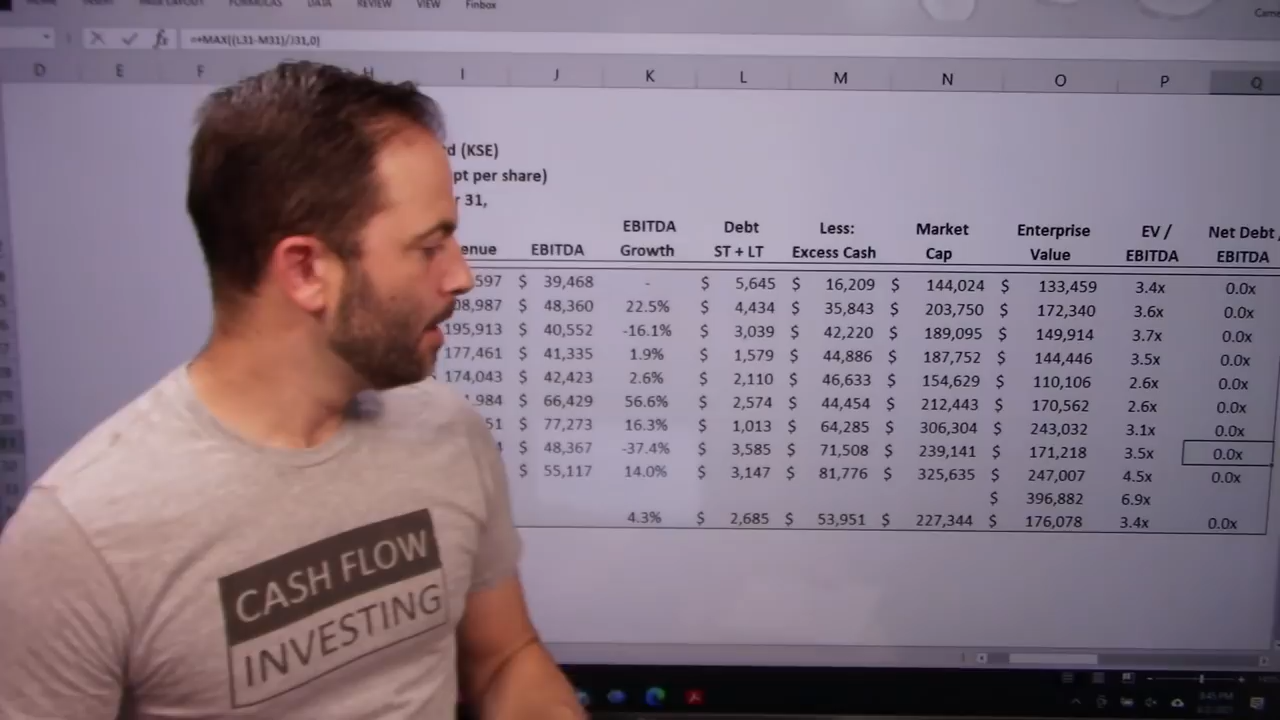 INSERT PAGE LAYOUT FORMULAS DATA REVIEW VIEW Finbox
fx =+MAX((L31-M31)/J31,0)
D E F H I J K L M N O P Q
d (KSE)
pt per share)
r 31,
enue EBITDA EBITDA Growth Debt ST + LT Less: Excess Cash Market Cap Enterprise Value EV / EBITDA Net Debt / EBITDA
597 $ 39,468 - $ 5,645 $ 16,209 $ 144,024 $ 133,459 3.4x 0.0x
08,987 $ 48,360 22.5% $ 4,434 $ 35,843 $ 203,750 $ 172,340 3.6x 0.0x
195,913 $ 40,552 -16.1% $ 3,039 $ 42,220 $ 189,095 $ 149,914 3.7x 0.0x
177,461 $ 41,335 1.9% $ 1,579 $ 44,886 $ 187,752 $ 144,446 3.5x 0.0x
174,043 $ 42,423 2.6% $ 2,110 $ 46,633 $ 154,629 $ 110,106 2.6x 0.0x
,984 $ 66,429 56.6% $ 2,574 $ 44,454 $ 212,443 $ 170,562 2.6x 0.0x
51 $ 77,273 16.3% $ 1,013 $ 64,285 $ 306,304 $ 243,032 3.1x 0.0x
$ 48,367 -37.4% $ 3,585 $ 71,508 $ 239,141 $ 171,218 3.5x 0.0x
$ 55,117 14.0% $ 3,147 $ 81,776 $ 325,635 $ 247,007 4.5x 0.0x
$ 396,882 6.9x
4.3% $ 2,685 $ 53,951 $ 227,344 $ 176,078 3.4x 0.0x
CASH FLOW
INVESTING